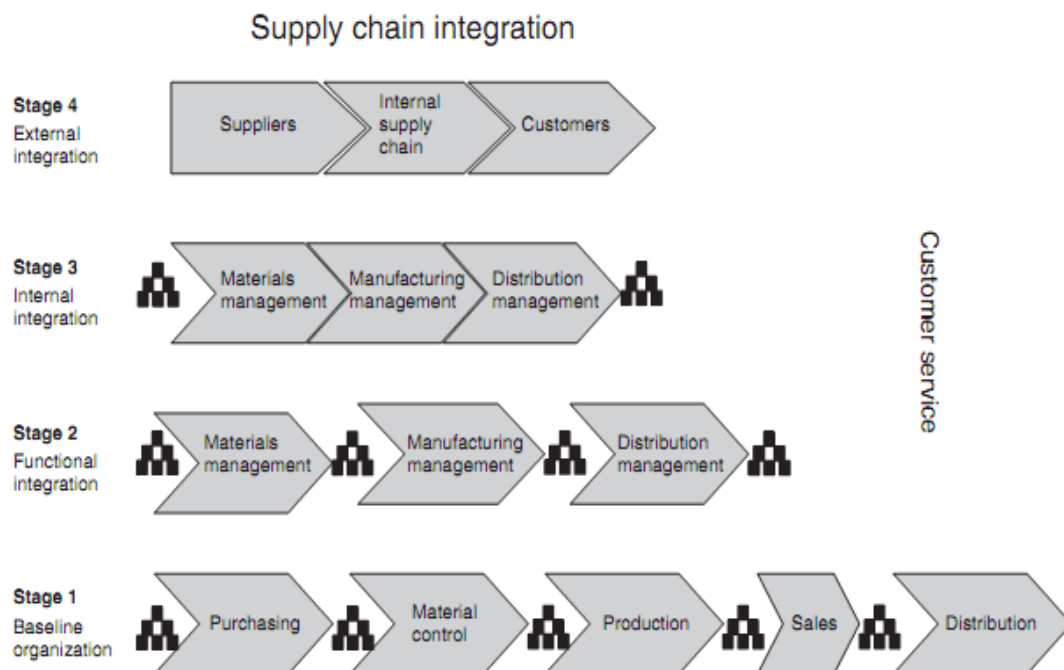 Supply chain integration
Stage 4
External
integration
Suppliers
Internal
supply
chain
Customers
Stage 3
Internal
integration
Materials
management
Manufacturing
management
Distribution
management
Customer service
Stage 2
Functional
integration
Materials
management
Manufacturing
management
Distribution
management
Stage 1
Baseline
organization
Purchasing
Material
control
Production
Sales
Distribution